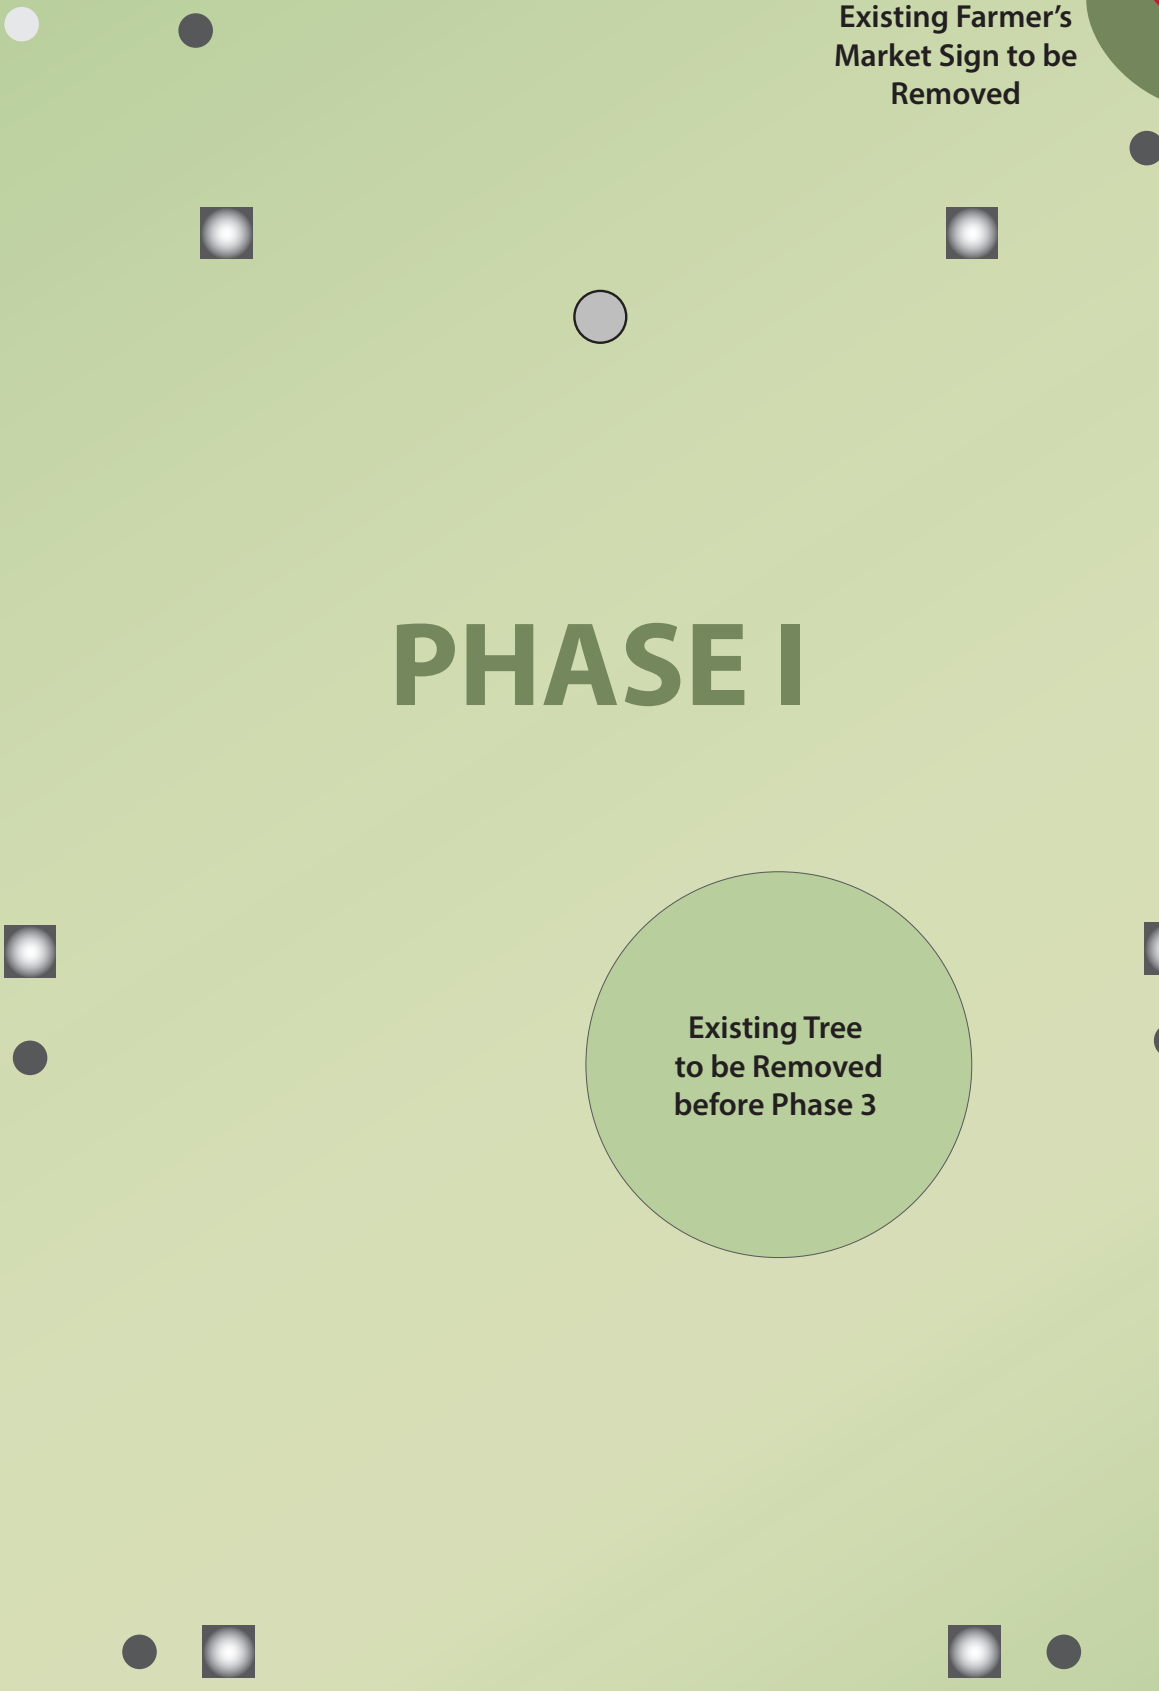 Existing Farmer’s
Market Sign to be
Removed
PHASE I
Existing Tree
to be Removed
before Phase 3